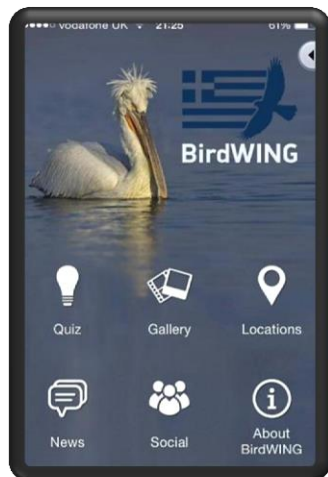 vodafone UK 21:25 61%
BirdWING
Quiz Gallery Locations
News Social About
BirdWING